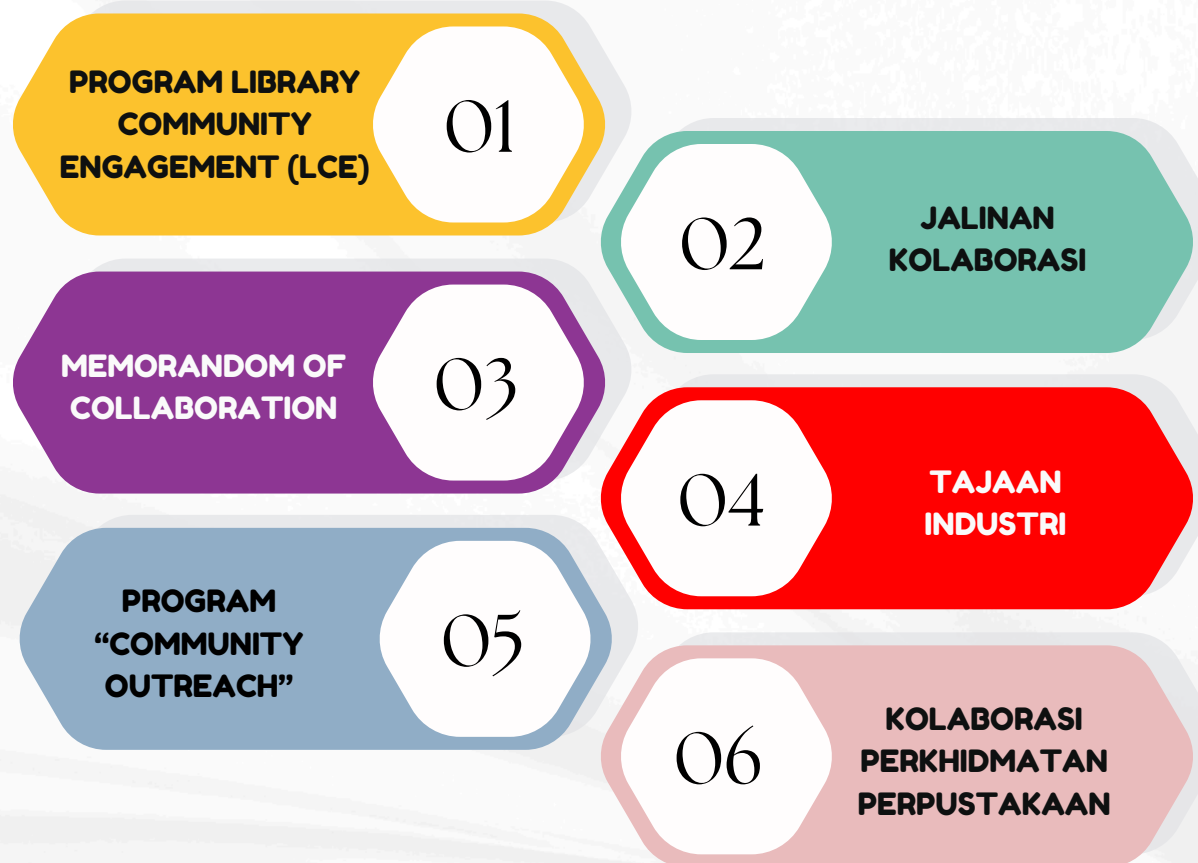 PROGRAM LIBRARY
COMMUNITY
ENGAGEMENT (LCE)
01
02
JALINAN
KOLABORASI
MEMORANDOM OF
COLLABORATION
03
04
TAJAAN
INDUSTRI
PROGRAM
“COMMUNITY
OUTREACH”
05
06
KOLABORASI
PERKHIDMATAN
PERPUSTAKAAN